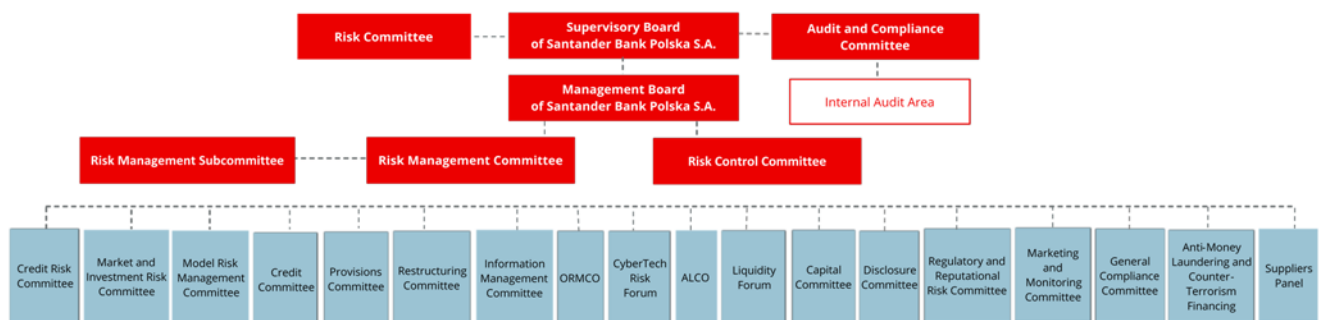 Risk Committee
Supervisory Board
of Santander Bank Polska S.A.
Audit and Compliance
Committee
Management Board
of Santander Bank Polska S.A.
Internal Audit Area
Risk Management Subcommittee
Risk Management Committee
Risk Control Committee
Credit Risk
Committee
Market and
Investment Risk
Committee
Model Risk
Management
Committee
Credit
Committee
Provisions
Committee
Restructuring
Committee
Information
Management
Committee
ORMCO
CyberTech
Risk
Forum
ALCO
Liquidity
Forum
Capital
Committee
Disclosure
Committee
Regulatory and
Reputational
Risk Committee
Marketing
and
Monitoring
Committee
General
Compliance
Committee
Anti-Money
Laundering and
Counter-
Terrorism
Financing
Suppliers
Panel